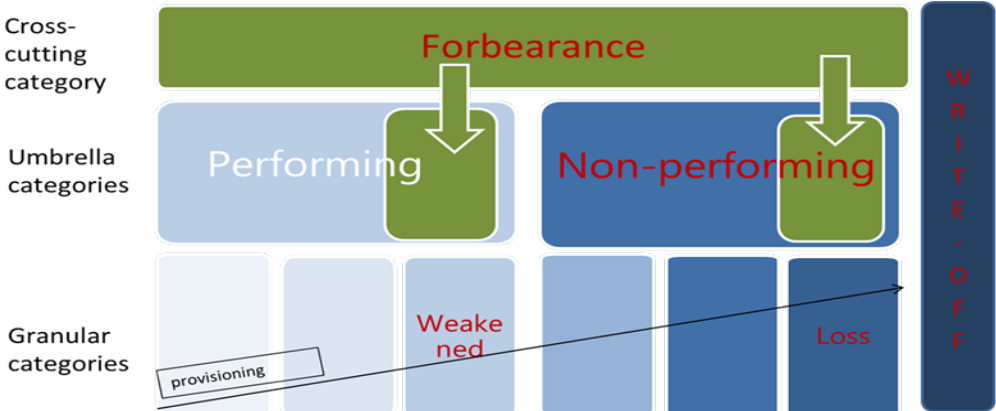 Cross-
cutting
category
Forbearance
Umbrella
categories
Performing
Non-performing
Granular
categories
Weake
ned
Loss
provisioning
W
R
I
T
E
-
O
F
F